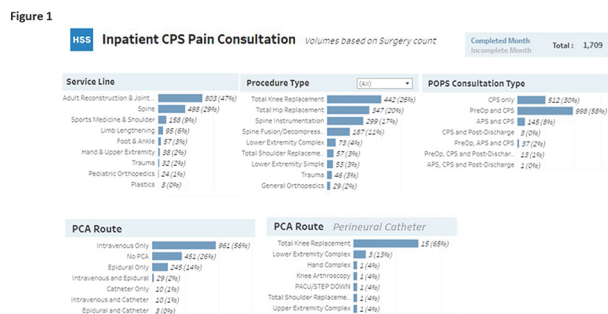 Figure 1
HSS Inpatient CPS Pain Consultation Volumes based on Surgery count
Completed Month
Incomplete Month
Total : 1,709
Service Line
Adult Reconstruction & Joint .. 803 (47%)
Spine 498 (29%)
Sports Medicine & Shoulder 158 (9%)
Limb Lengthening 95 (6%)
Foot & Ankle 57 (3%)
Hand & Upper Extremity 38 (2%)
Trauma 32 (2%)
Pediatric Orthopedics 24 (1%)
Plastics 3 (0%)
Procedure Type (All)
Total Knee Replacement 442 (26%)
Total Hip Replacement 347 (20%)
Spine Instrumentation 299 (17%)
Spine Fusion/Decompress.. 187 (11%)
Lower Extremity Complex 73 (4%)
Total Shoulder Replaceme.. 57 (3%)
Lower Extremity Simple 53 (3%)
Trauma 46 (3%)
General Orthopedics 29 (2%)
POPS Consultation Type
CPS only 512 (30%)
PreOp and CPS 998 (58%)
APS and CPS 145 (8%)
CPS and Post-Discharge 3 (0%)
PreOp, APS and CPS 37 (2%)
PreOp, CPS and Post-Dischar.. 13 (1%)
APS, CPS and Post-Discharge 1 (0%)
PCA Route
Intravenous Only 961 (56%)
No PCA 451 (26%)
Epidural Only 245 (14%)
Intravenous and Epidural 29 (2%)
Catheter Only 10 (1%)
Intravenous and Catheter 10 (1%)
Epidural and Catheter 3 (0%)
PCA Route Perineural Catheter
Total Knee Replacement 15 (65%)
Lower Extremity Complex 3 (13%)
Hand Complex 1 (4%)
Knee Arthroscopy 1 (4%)
PACU/STEP DOWN 1 (4%)
Total Shoulder Replaceme.. 1 (4%)
Upper Extremity Complex 1 (4%)